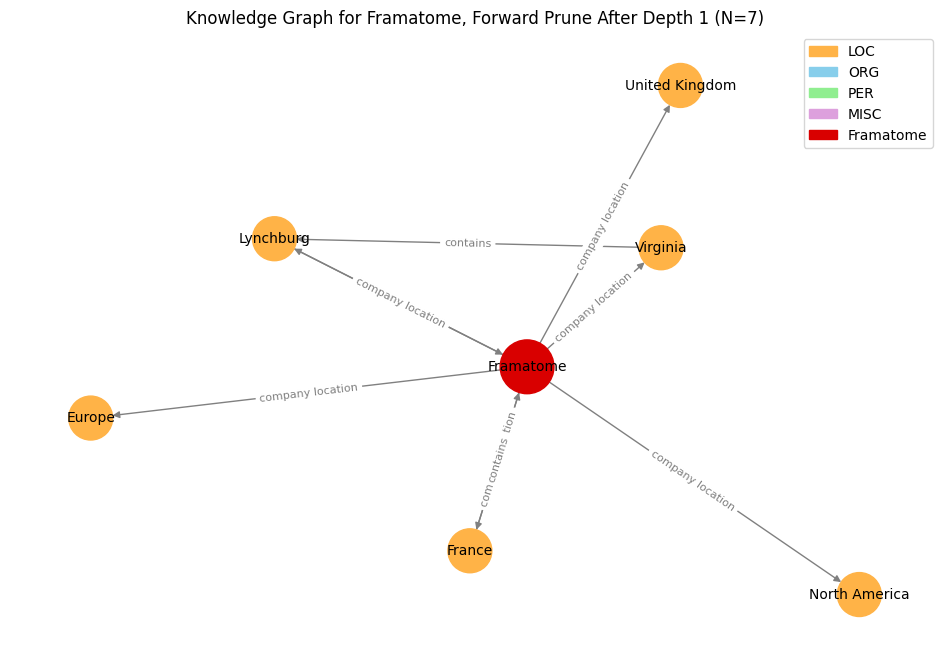 Knowledge Graph for Framatome, Forward Prune After Depth 1 (N=7)
LOC
ORG
PER
MISC
Framatome
United Kingdom
company location
Lynchburg
contains
Virginia
company location
company location
Framatome
company location
Europe
com contains tion
company location
France
North America